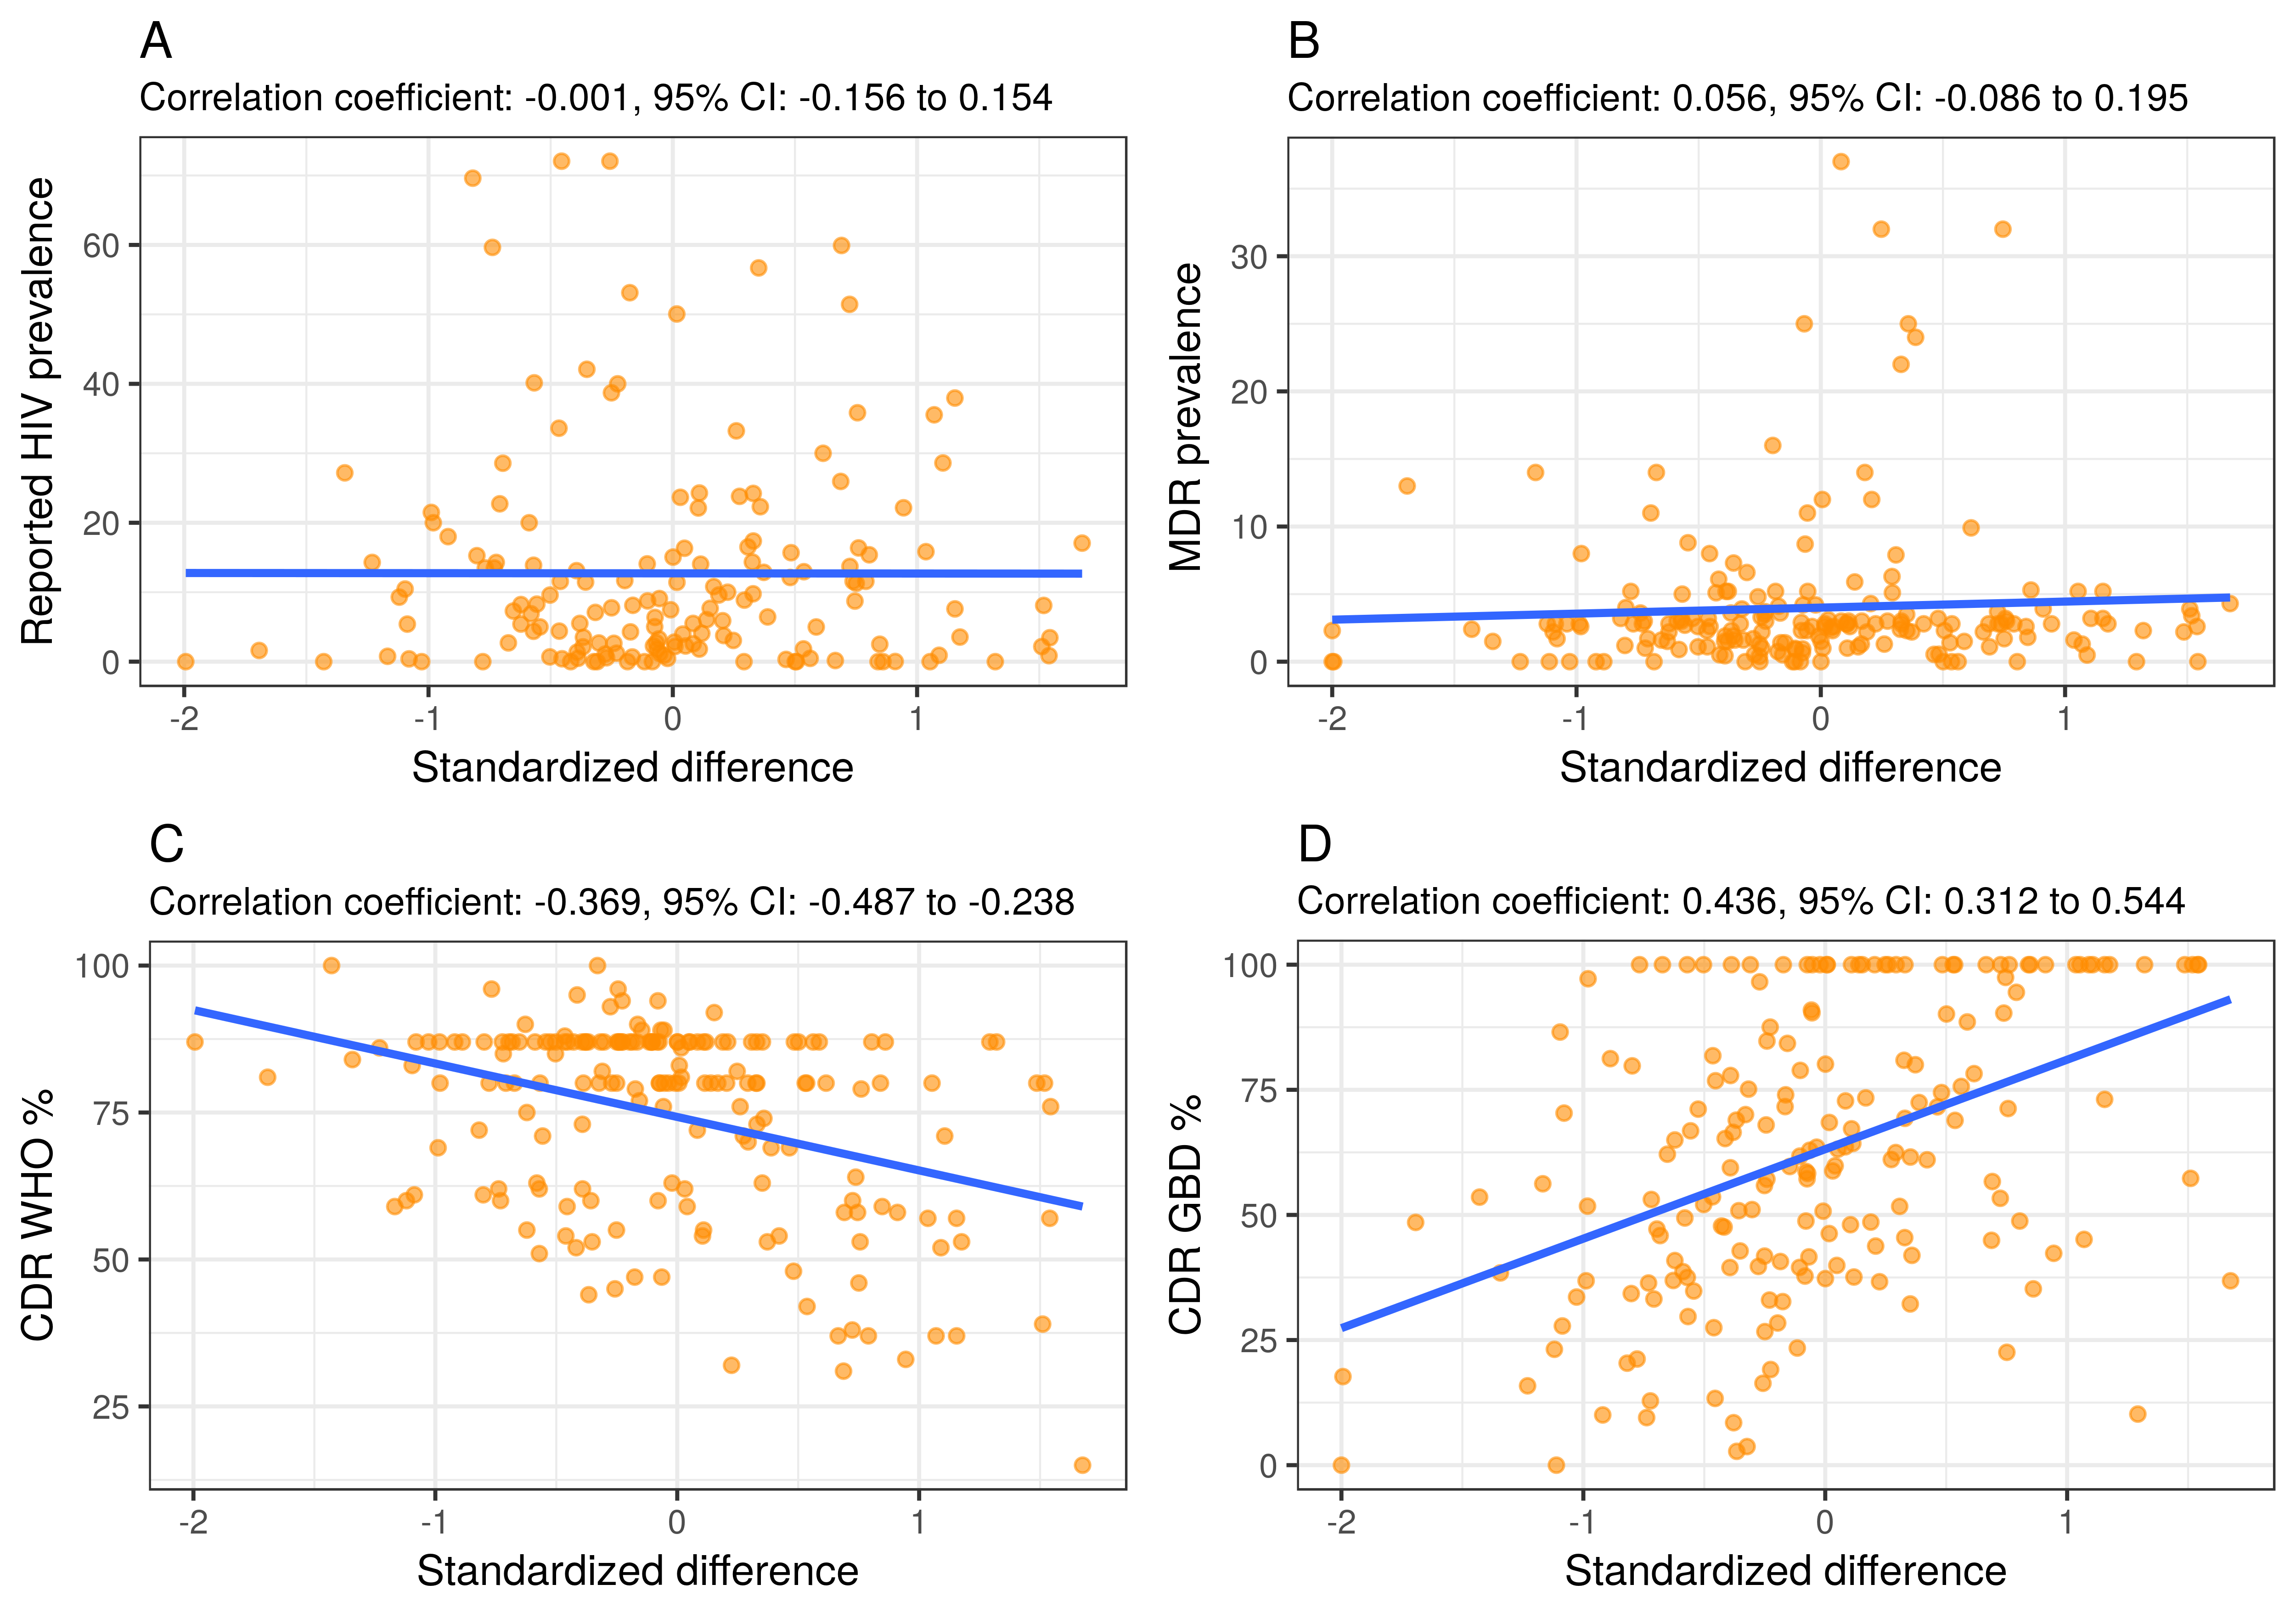 A
Correlation coefficient: -0.001, 95% CI: -0.156 to 0.154
Reported HIV prevalence
60
40
20
0
-2
-1
0
1
Standardized difference
B
Correlation coefficient: 0.056, 95% CI: -0.086 to 0.195
MDR prevalence
30
20
10
0
-2
-1
0
1
Standardized difference
C
Correlation coefficient: -0.369, 95% CI: -0.487 to -0.238
CDR WHO %
100
75
50
25
-2
-1
0
1
Standardized difference
D
Correlation coefficient: 0.436, 95% CI: 0.312 to 0.544
CDR GBD %
100
75
50
25
0
-2
-1
0
1
Standardized difference